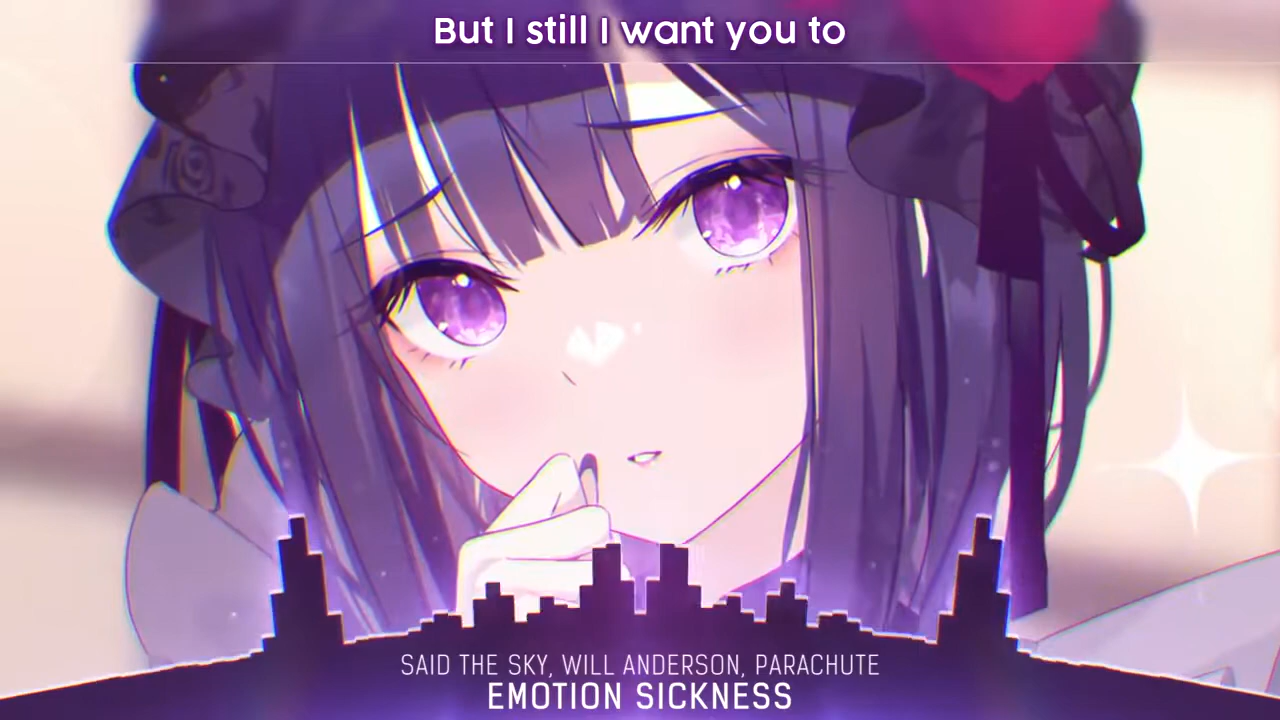 But I still I want you to
SAID THE SKY, WILL ANDERSON, PARACHUTE
EMOTION SICKNESS